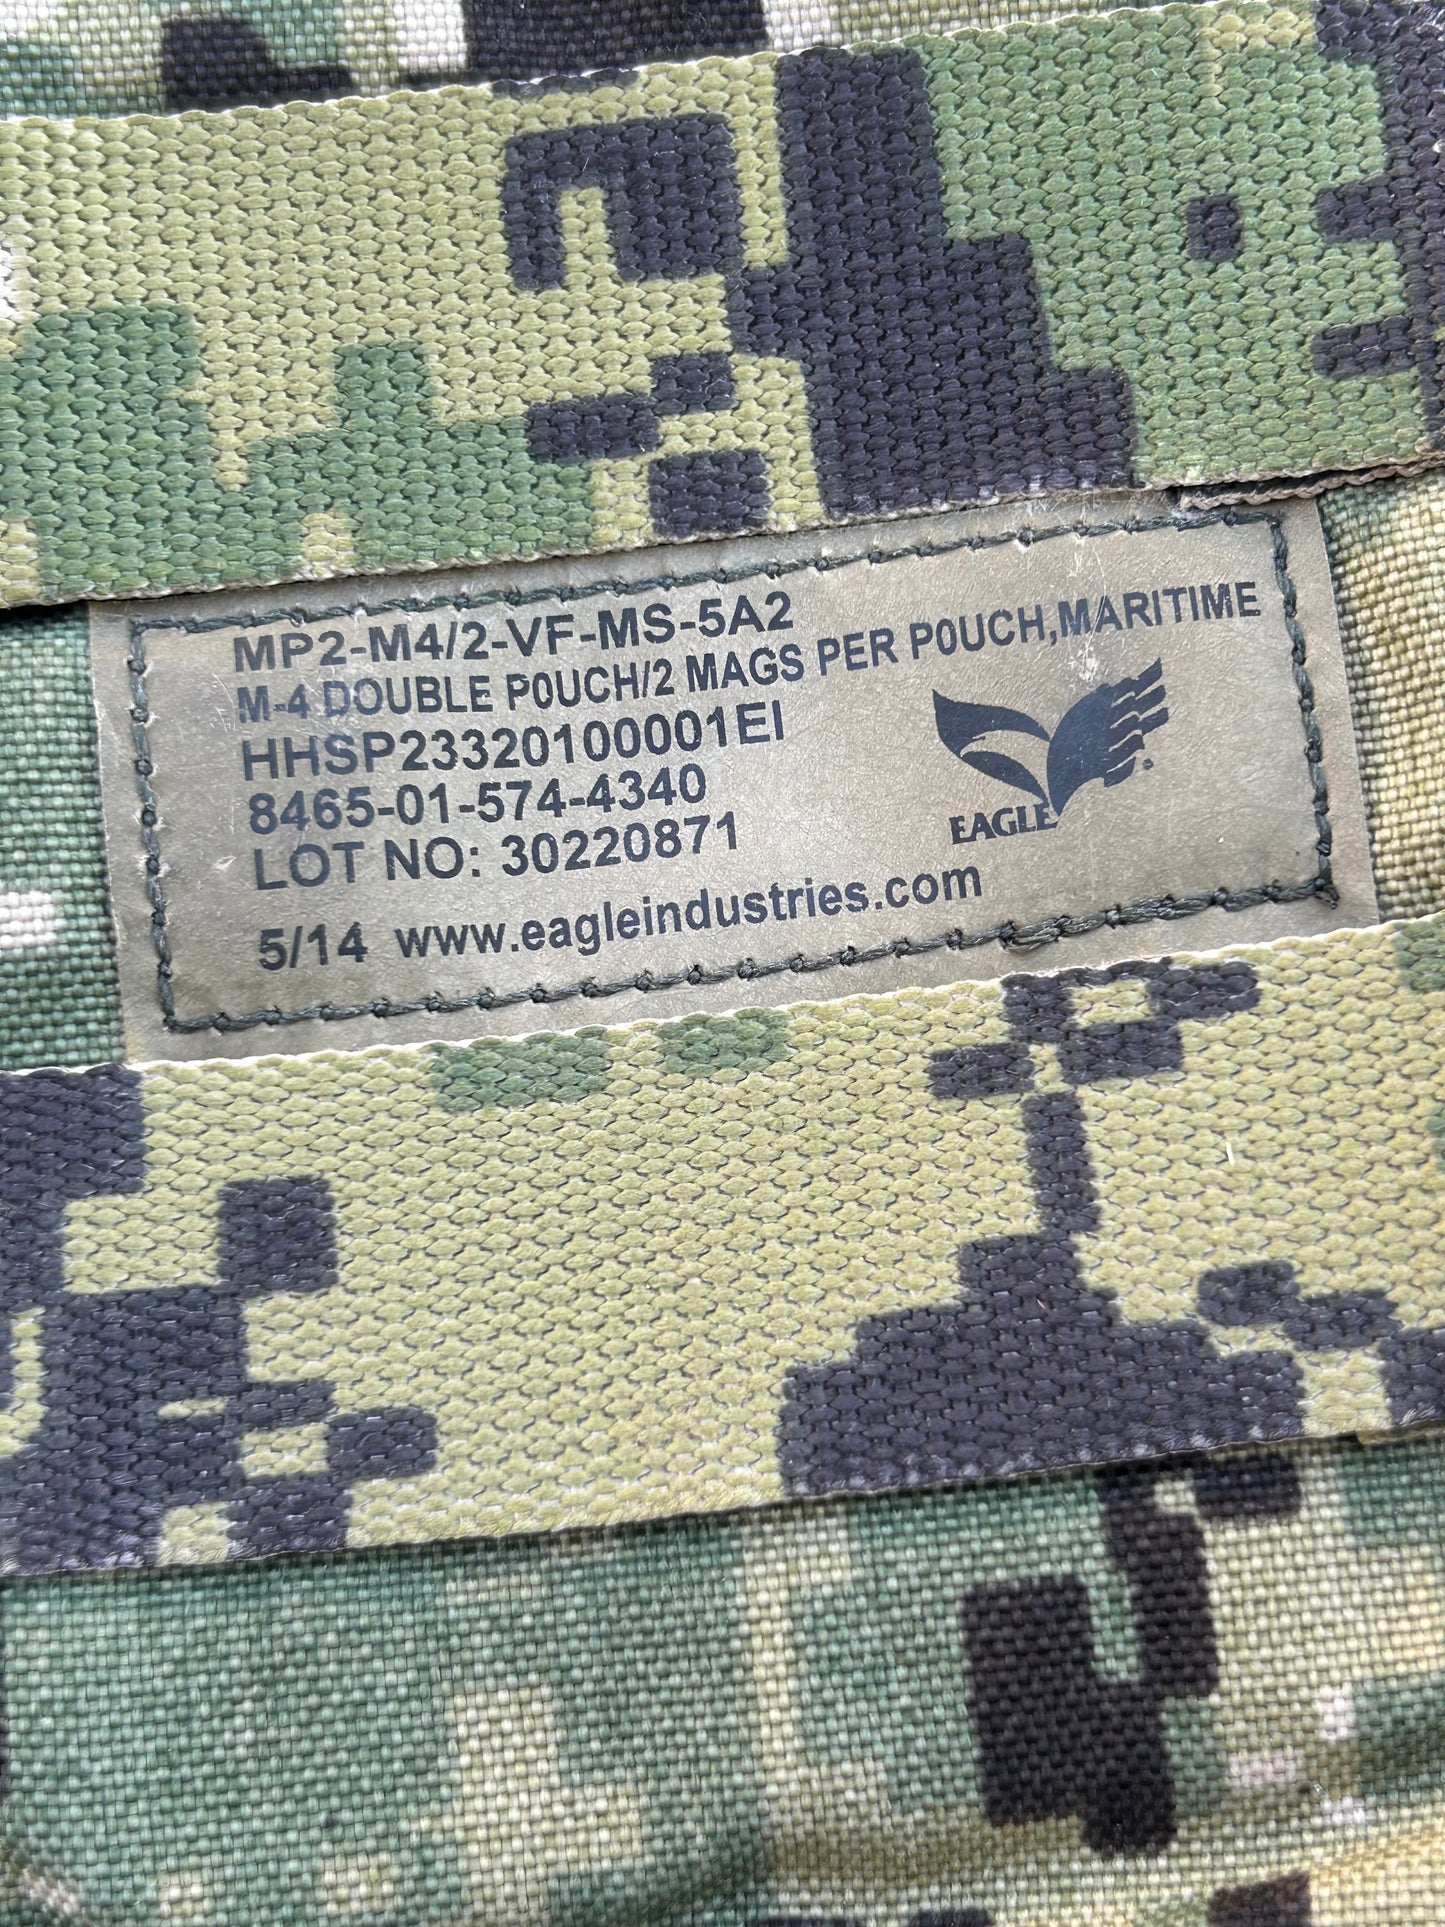 MP2-M4/2-VF-MS-5A2
M-4 DOUBLE POUCH/2 MAGS PER POUCH,MARITIME
HHSP23320100001EI
8465-01-574-4340
LOT NO: 30220871
EAGLE
5/14 www.eagleindustries.com